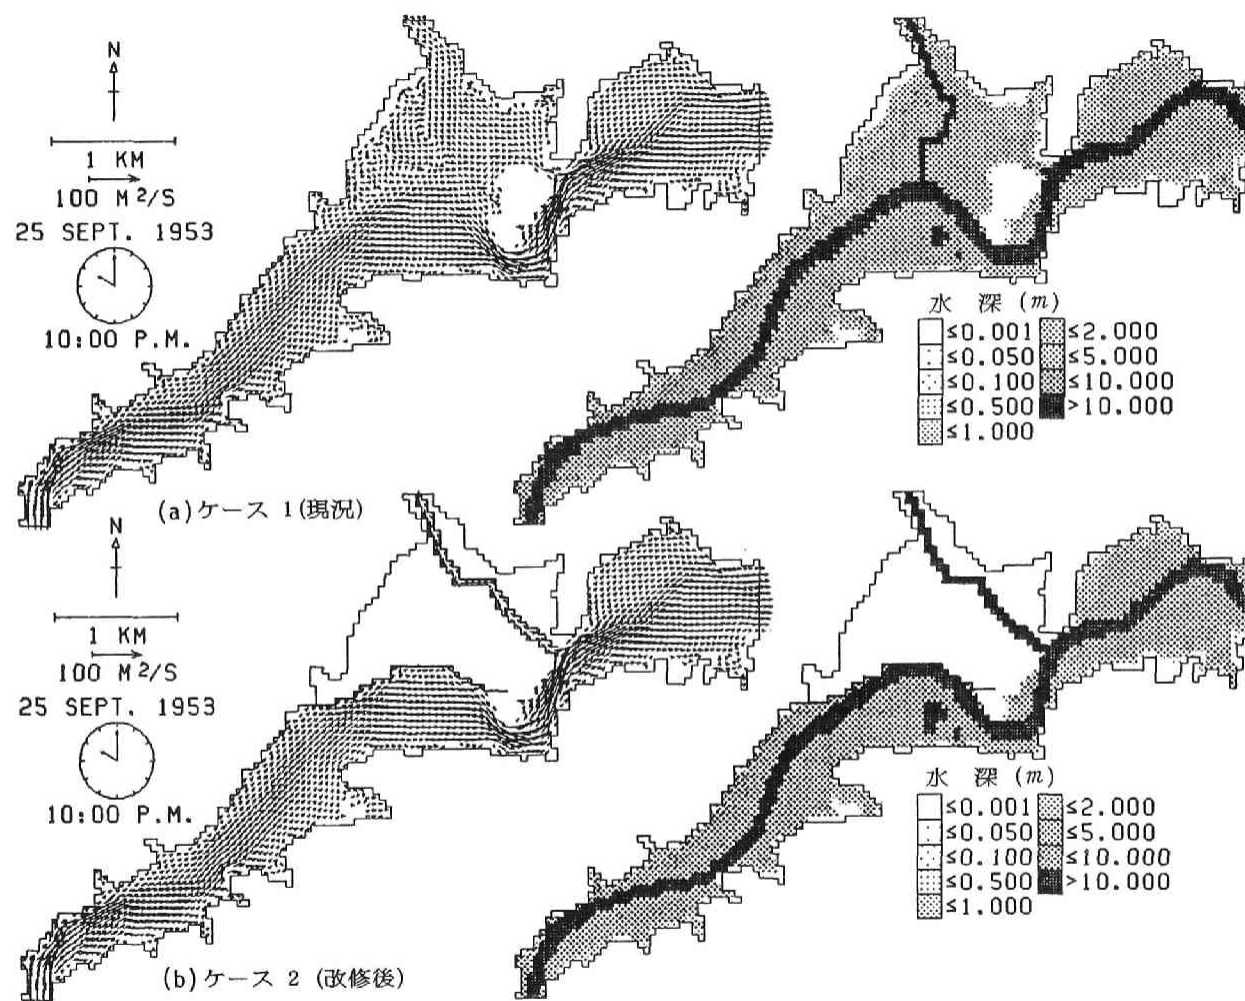 N
1 KM
100 M²/S
25 SEPT. 1953
10:00 P.M.
水 深 (m)
≤0.001 ≤2.000
≤0.050 ≤5.000
≤0.100 ≤10.000
≤0.500 >10.000
≤1.000
(a)ケース 1(現況)
N
1 KM
100 M²/S
25 SEPT. 1953
10:00 P.M.
水 深 (m)
≤0.001 ≤2.000
≤0.050 ≤5.000
≤0.100 ≤10.000
≤0.500 >10.000
≤1.000
(b)ケース 2 (改修後)